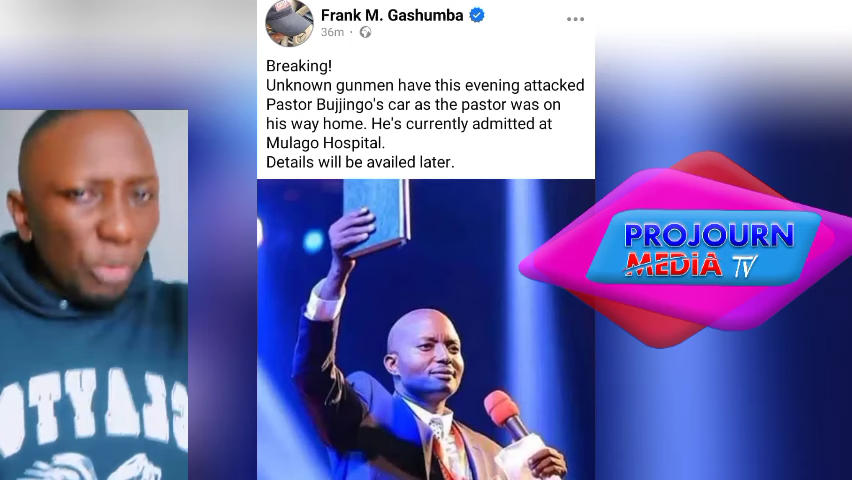 Frank M. Gashumba
36m
Breaking!
Unknown gunmen have this evening attacked
Pastor Bujjingo's car as the pastor was on
his way home. He's currently admitted at
Mulago Hospital.
Details will be availed later.
PROJOURN
MEDIA TV